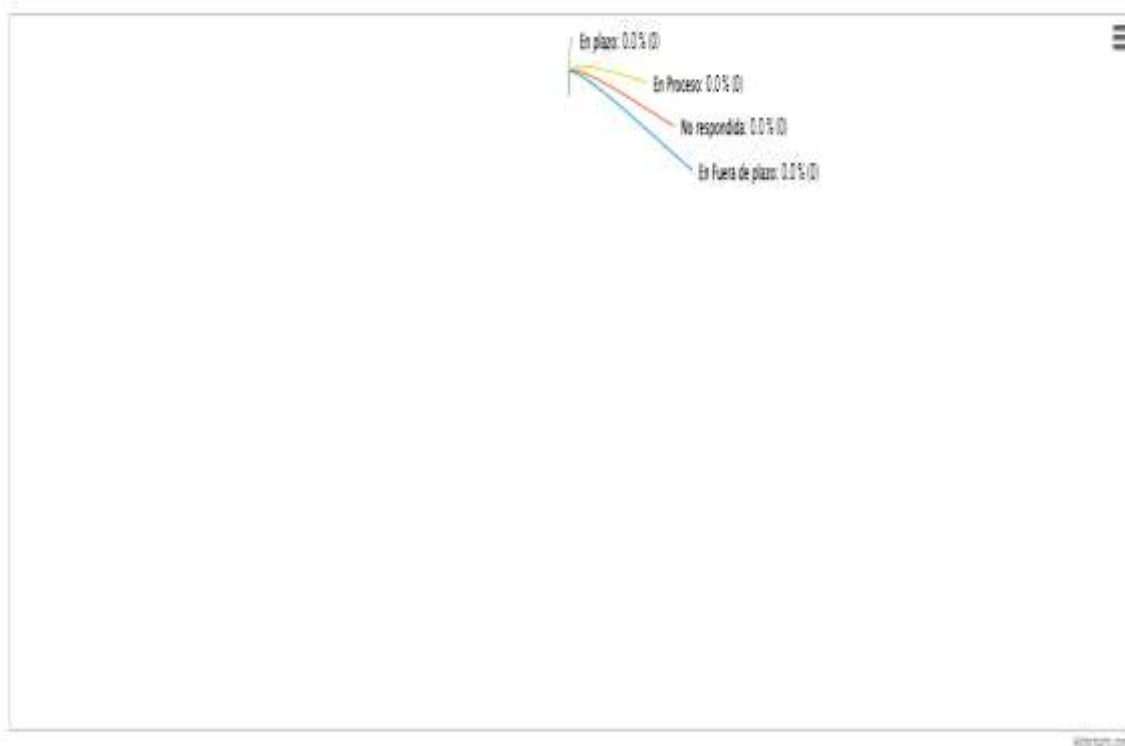 En plazo: 0.0 % (0)
En Proceso: 0.0 % (0)
No respondida: 0.0 % (0)
En Fuera de plazo: 0.0 % (0)